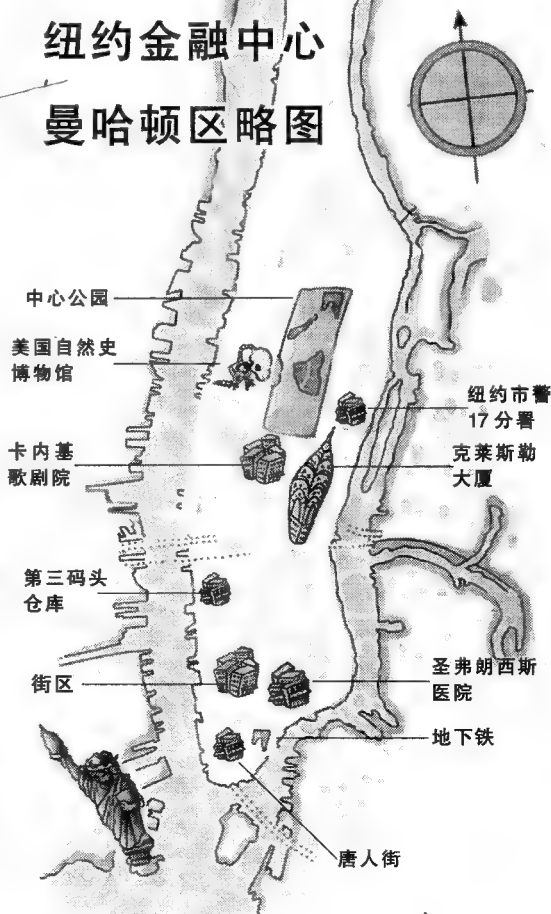 纽约金融中心
曼哈顿区略图
中心公园
美国自然史
博物馆
纽约市警
17分署
卡内基
歌剧院
克莱斯勒
大厦
第三码头
仓库
街区
圣弗朗西斯
医院
地下铁
唐人街